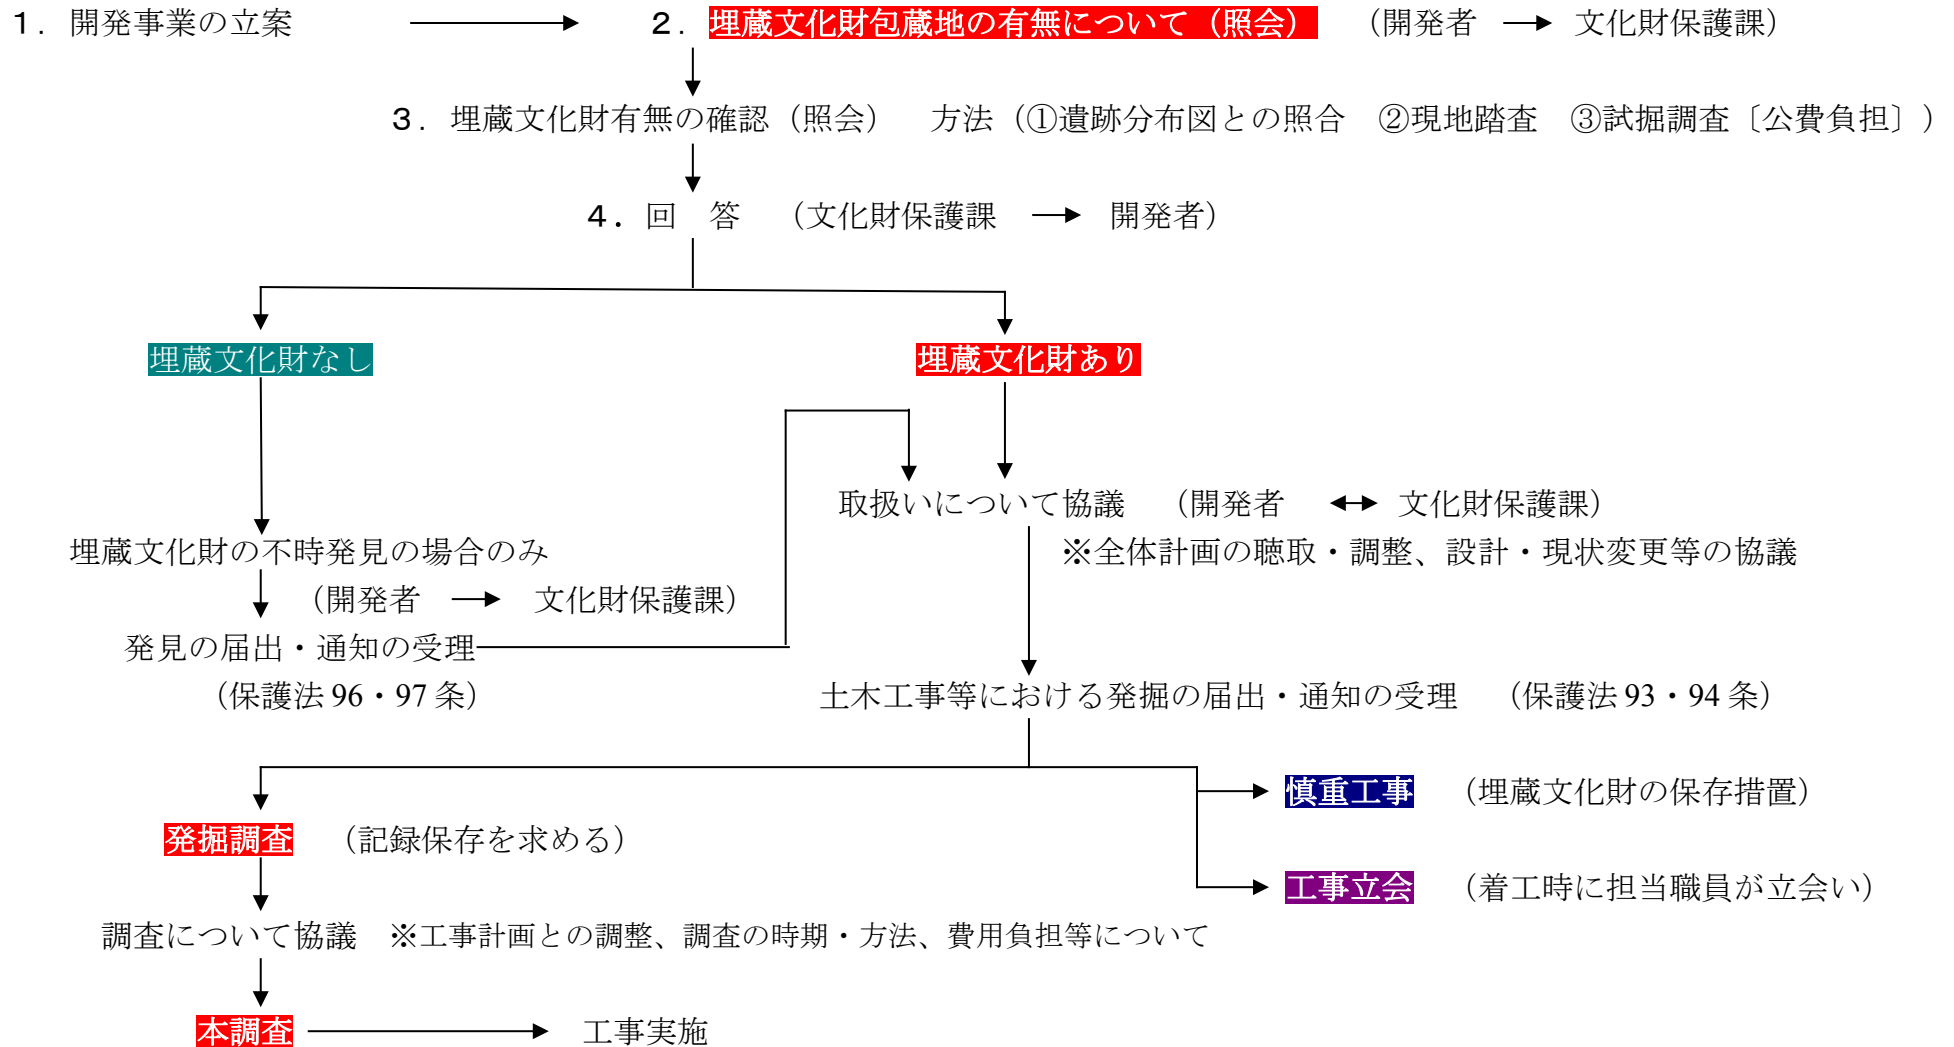 １．開発事業の立案　２．埋蔵文化財包蔵地の有無について（照会）　（開発者　文化財保護課）
３．埋蔵文化財有無の確認（照会）　方法（①遺跡分布図との照合　②現地踏査　③試掘調査〔公費負担〕）
４．回　答　（文化財保護課　開発者）
埋蔵文化財なし　埋蔵文化財あり
取扱いについて協議　（開発者　文化財保護課）
埋蔵文化財の不時発見の場合のみ　※全体計画の聴取・調整、設計・現状変更等の協議
（開発者　文化財保護課）
発見の届出・通知の受理
（保護法 96・97 条）　土木工事等における発掘の届出・通知の受理　（保護法 93・94 条）
慎重工事　（埋蔵文化財の保存措置）
発掘調査　（記録保存を求める）
工事立会　（着工時に担当職員が立会い）
調査について協議　※工事計画との調整、調査の時期・方法、費用負担等について
本調査　工事実施